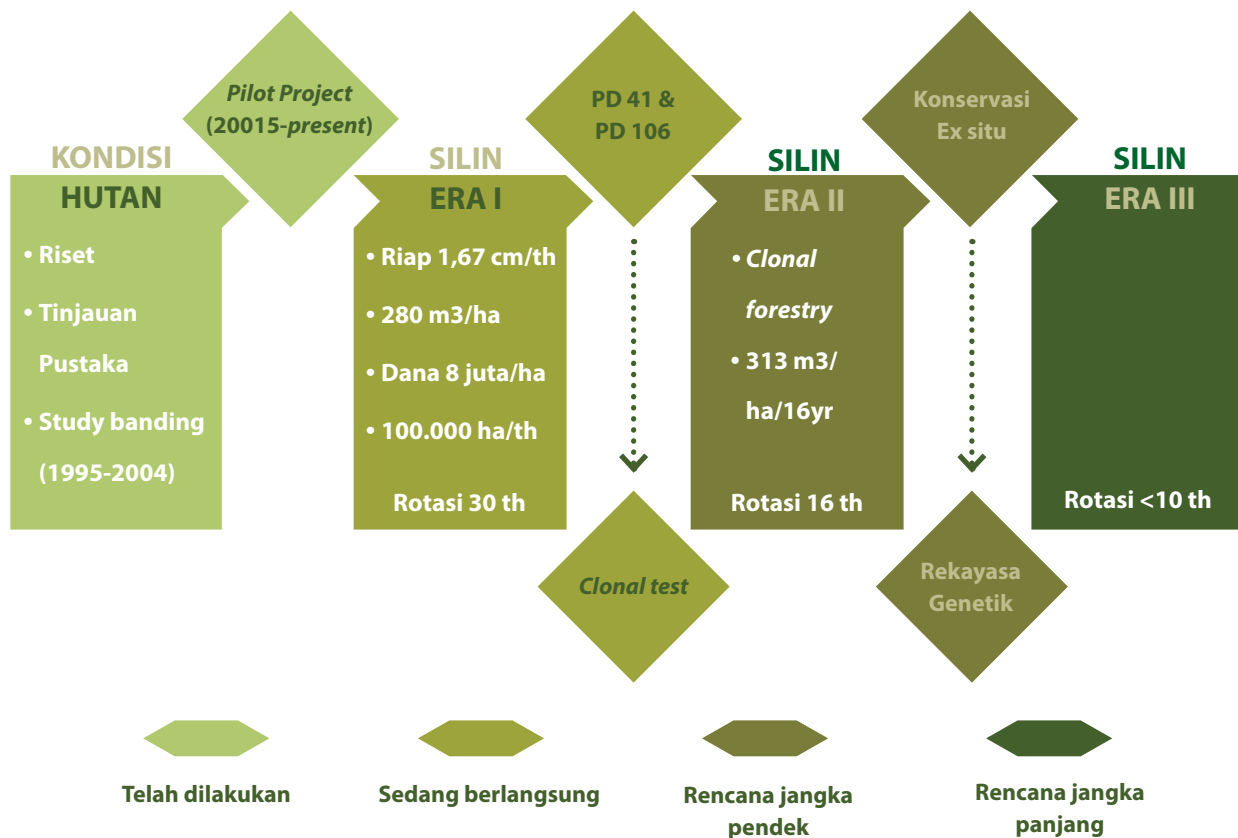 Pilot Project
(20015-present)
PD 41 &
PD 106
Konservasi
Ex situ
KONDISI
HUTAN
• Riset
• Tinjauan
Pustaka
• Study banding
(1995-2004)
SILIN
ERA I
• Riap 1,67 cm/th
• 280 m3/ha
• Dana 8 juta/ha
• 100.000 ha/th
Rotasi 30 th
SILIN
ERA II
• Clonal
forestry
• 313 m3/
ha/16yr
Rotasi 16 th
SILIN
ERA III
Rotasi <10 th
Clonal test
Rekayasa
Genetik
Telah dilakukan
Sedang berlangsung
Rencana jangka
pendek
Rencana jangka
panjang